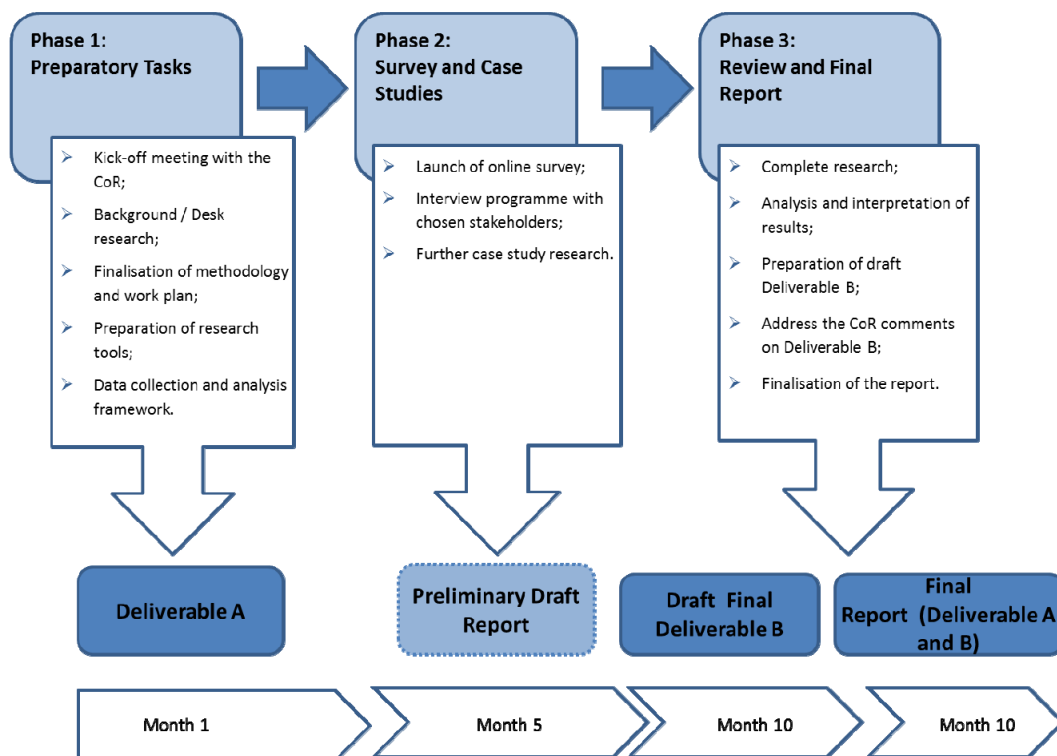 Phase 1:
Preparatory Tasks
Kick-off meeting with the
CoR;
Background / Desk
research;
Finalisation of methodology
and work plan;
Preparation of research
tools;
Data collection and analysis
framework.
Phase 2:
Survey and Case
Studies
Launch of online survey;
Interview programme with
chosen stakeholders;
Further case study research.
Phase 3:
Review and Final
Report
Complete research;
Analysis and interpretation of
results;
Preparation of draft
Deliverable B;
Address the CoR comments
on Deliverable B;
Finalisation of the report.
Deliverable A
Preliminary Draft
Report
Draft Final
Deliverable B
Final
Report (Deliverable A
and B)
Month 1
Month 5
Month 10
Month 10